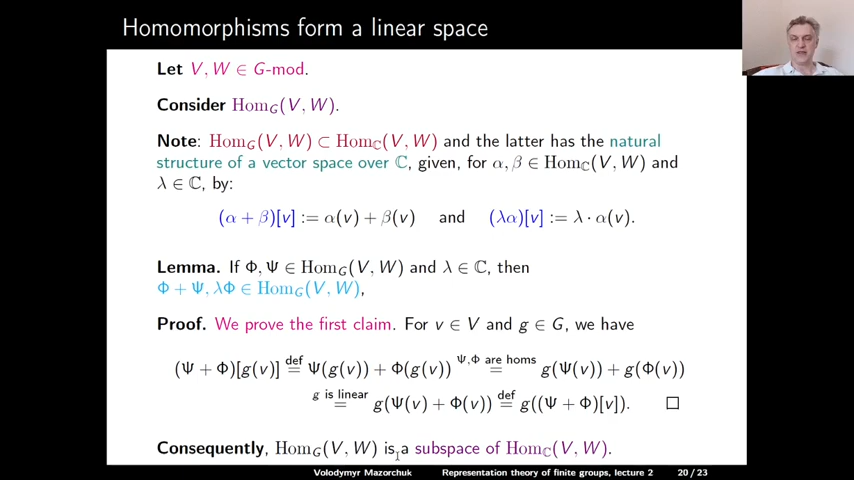 Homomorphisms form a linear space
Let V, W ∈ G-mod.
Consider Hom_G(V, W).
Note: Hom_G(V, W) ⊂ Hom_ℂ(V, W) and the latter has the natural
structure of a vector space over ℂ, given, for α, β ∈ Hom_ℂ(V, W) and
λ ∈ ℂ, by:
(α + β)[v] := α(v) + β(v) and (λα)[v] := λ · α(v).
Lemma. If Φ, Ψ ∈ Hom_G(V, W) and λ ∈ ℂ, then
Φ + Ψ, λΦ ∈ Hom_G(V, W),
Proof. We prove the first claim. For v ∈ V and g ∈ G, we have
(Ψ + Φ)[g(v)] def= Ψ(g(v)) + Φ(g(v)) Ψ,Φ are homs= g(Ψ(v)) + g(Φ(v))
g is linear= g(Ψ(v) + Φ(v)) def= g((Ψ + Φ)[v]). □
Consequently, Hom_G(V, W) is a subspace of Hom_ℂ(V, W).
Volodymyr Mazorchuk Representation theory of finite groups, lecture 2 20/23